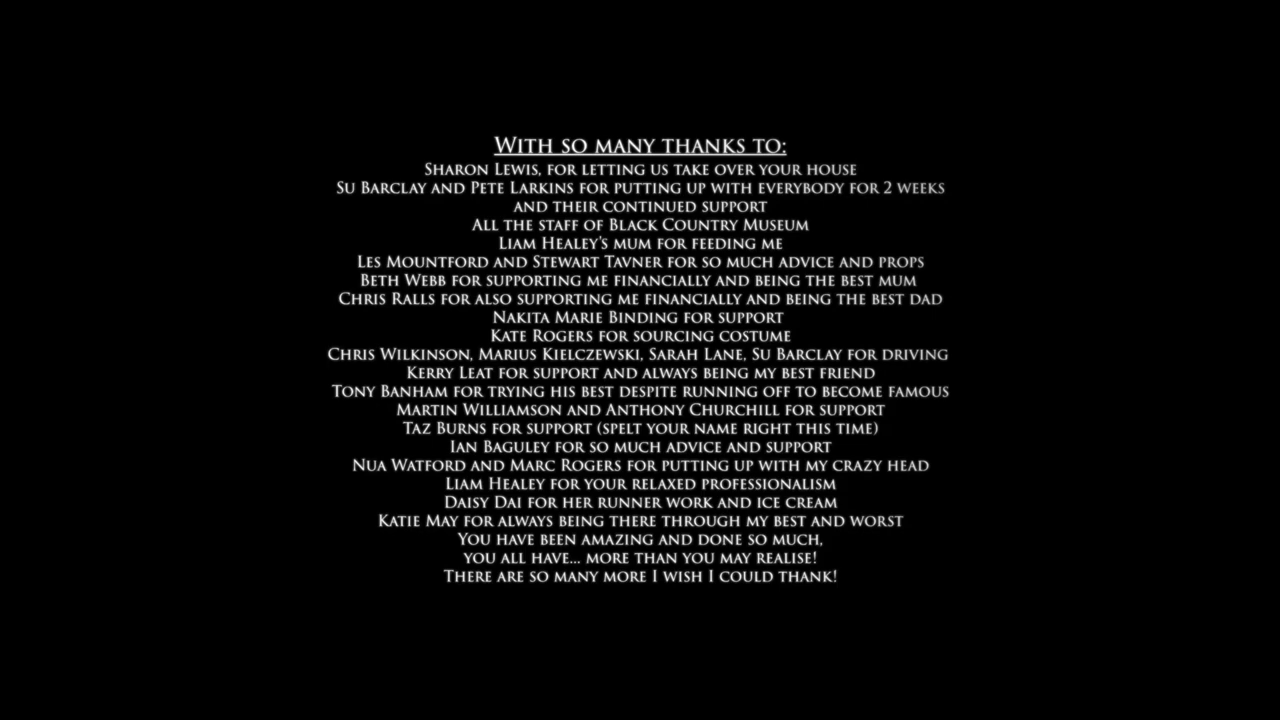 With so many thanks to:
Sharon Lewis, for letting us take over your house
Su Barclay and Pete Larkins for putting up with everybody for 2 weeks
and their continued support
All the staff of Black Country Museum
Liam Healey's mum for feeding me
Les Mountford and Stewart Tavner for so much advice and props
Beth Webb for supporting me financially and being the best mum
Chris Ralls for also supporting me financially and being the best dad
Nakita Marie Binding for support
Kate Rogers for sourcing costume
Chris Wilkinson, Marius Kielczewski, Sarah Lane, Su Barclay for driving
Kerry Leat for support and always being my best friend
Tony Banham for trying his best despite running off to become famous
Martin Williamson and Anthony Churchill for support
Taz Burns for support (spelt your name right this time)
Ian Baguley for so much advice and support
Nua Watford and Marc Rogers for putting up with my crazy head
Liam Healey for your relaxed professionalism
Daisy Dai for her runner work and ice cream
Katie May for always being there through my best and worst
You have been amazing and done so much,
you all have... more than you may realise!
There are so many more I wish I could thank!